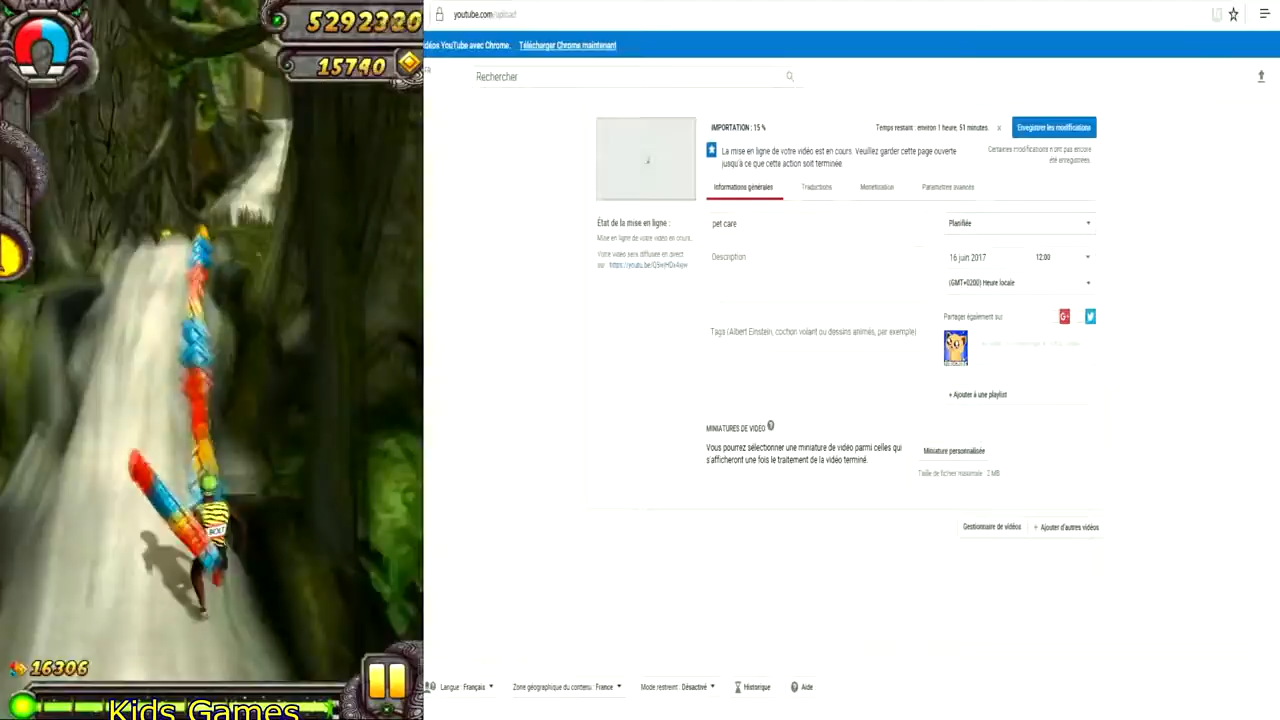 5292320
15740
BOLT
16306
Kids Games
youtube.com/upload
déos YouTube avec Chrome. Télécharger Chrome maintenant
Rechercher
IMPORTATION : 15 %
Temps restant : environ 1 heure, 51 minutes. x
Enregistrer les modifications
La mise en ligne de votre vidéo est en cours. Veuillez garder cette page ouverte
jusqu'à ce que cette action soit terminée.
Certaines modifications n'ont pas encore
été enregistrées.
Informations générales Traductions Monétisation Paramètres avancés
État de la mise en ligne :
Mise en ligne de votre vidéo en cours.
Votre vidéo sera diffusée en direct
sur
pet care
Planifiée
Description
16 juin 2017 12:00
(GMT+0200) Heure locale
Partager également sur
G+
Tags (Albert Einstein, cochon volant ou dessins animés, par exemple)
+ Ajouter à une playlist
MINIATURES DE VIDÉO ?
Vous pourrez sélectionner une miniature de vidéo parmi celles qui
s'afficheront une fois le traitement de la vidéo terminé.
Miniature personnalisée
Taille de fichier maximale : 2 MB
Gestionnaire de vidéos + Ajouter d'autres vidéos
Langue : Français Zone géographique du contenu : France Mode restreint : Désactivé Historique Aide